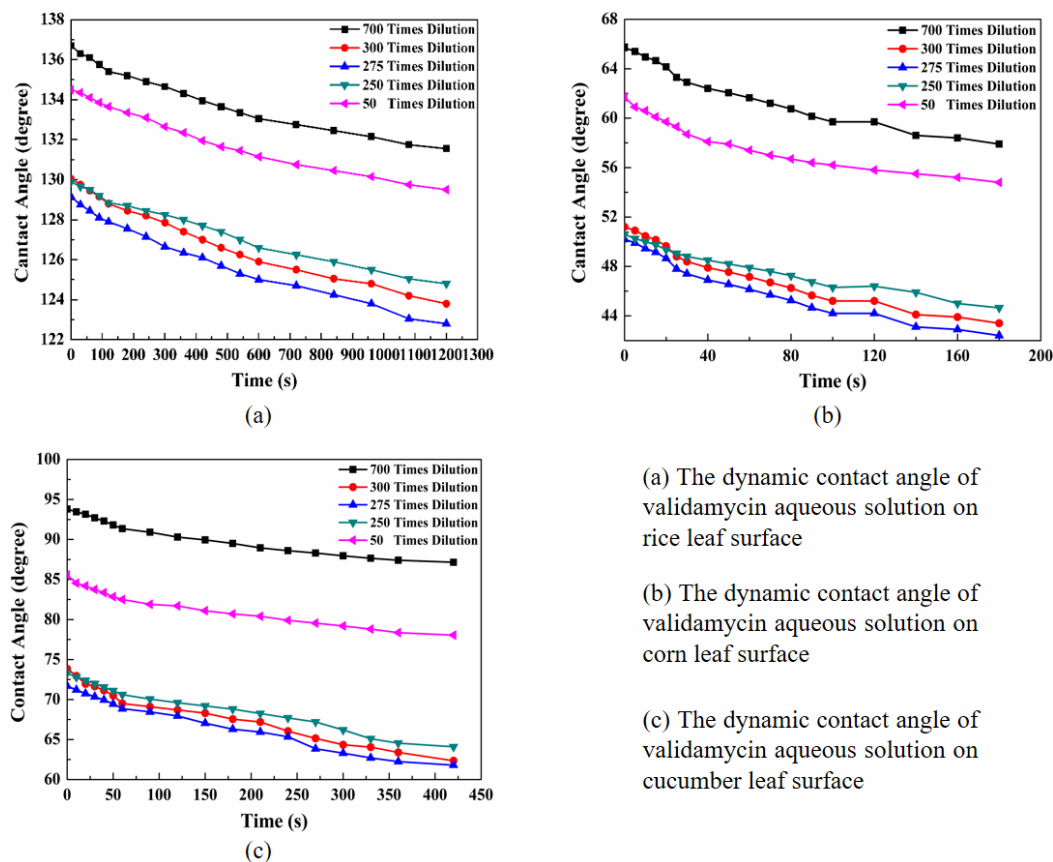 138
136
134
132
130
128
126
124
122
Cantact Angle (degree)
700 Times Dilution
300 Times Dilution
275 Times Dilution
250 Times Dilution
50 Times Dilution
0 100 200 300 400 500 600 700 800 900 1000 1100 1200 1300
Time (s)
(a)
68
64
60
56
52
48
44
Cantact Angle (degree)
700 Times Dilution
300 Times Dilution
275 Times Dilution
250 Times Dilution
50 Times Dilution
0 40 80 120 160 200
Time (s)
(b)
100
95
90
85
80
75
70
65
60
Contact Angle (degree)
700 Times Dilution
300 Times Dilution
275 Times Dilution
250 Times Dilution
50 Times Dilution
0 50 100 150 200 250 300 350 400 450
Time (s)
(c)
(a) The dynamic contact angle of
validamycin aqueous solution on
rice leaf surface
(b) The dynamic contact angle of
validamycin aqueous solution on
corn leaf surface
(c) The dynamic contact angle of
validamycin aqueous solution on
cucumber leaf surface